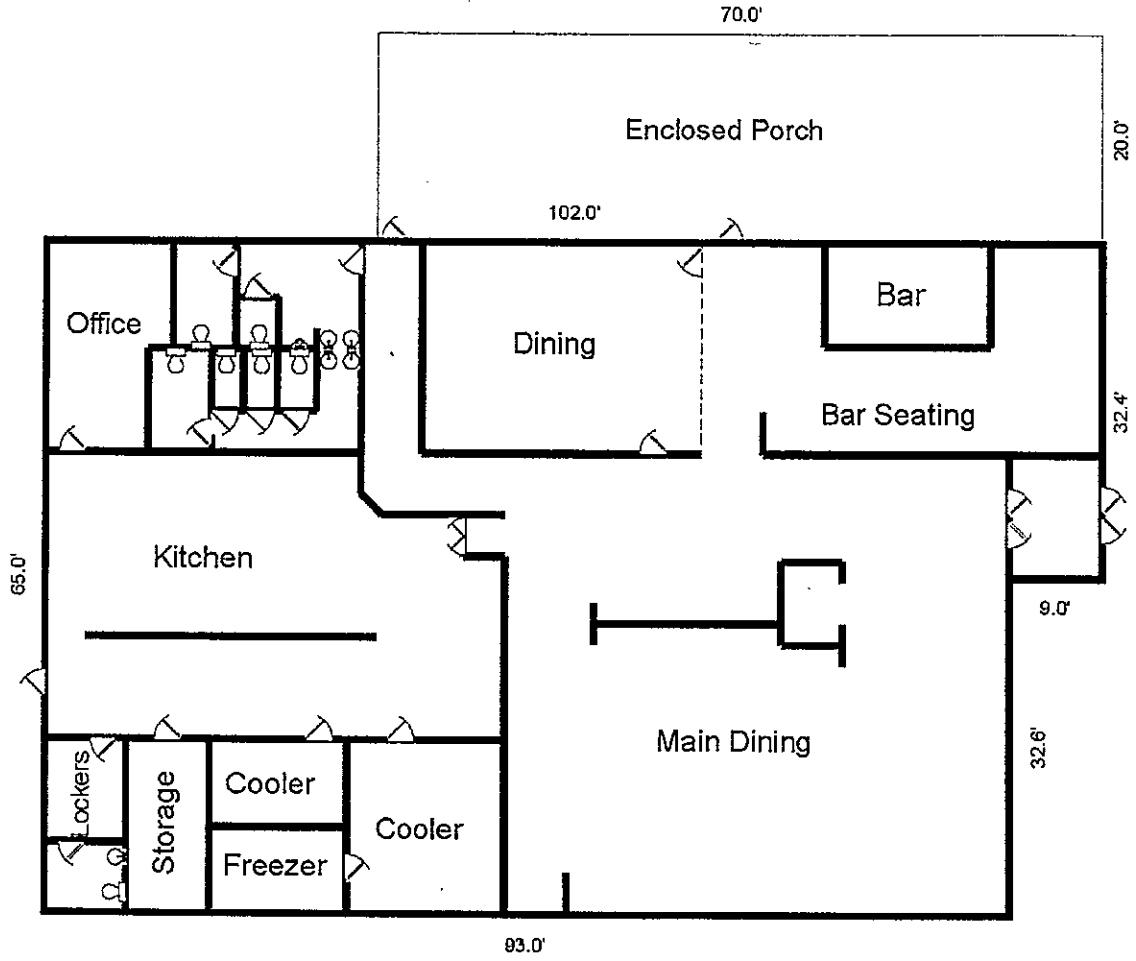 70.0'
Enclosed Porch
20.0'
102.0'
Office
Dining
Bar
Bar Seating
32.4'
Kitchen
65.0'
9.0'
Main Dining
32.6'
Lockers
Storage
Cooler
Cooler
Freezer
93.0'